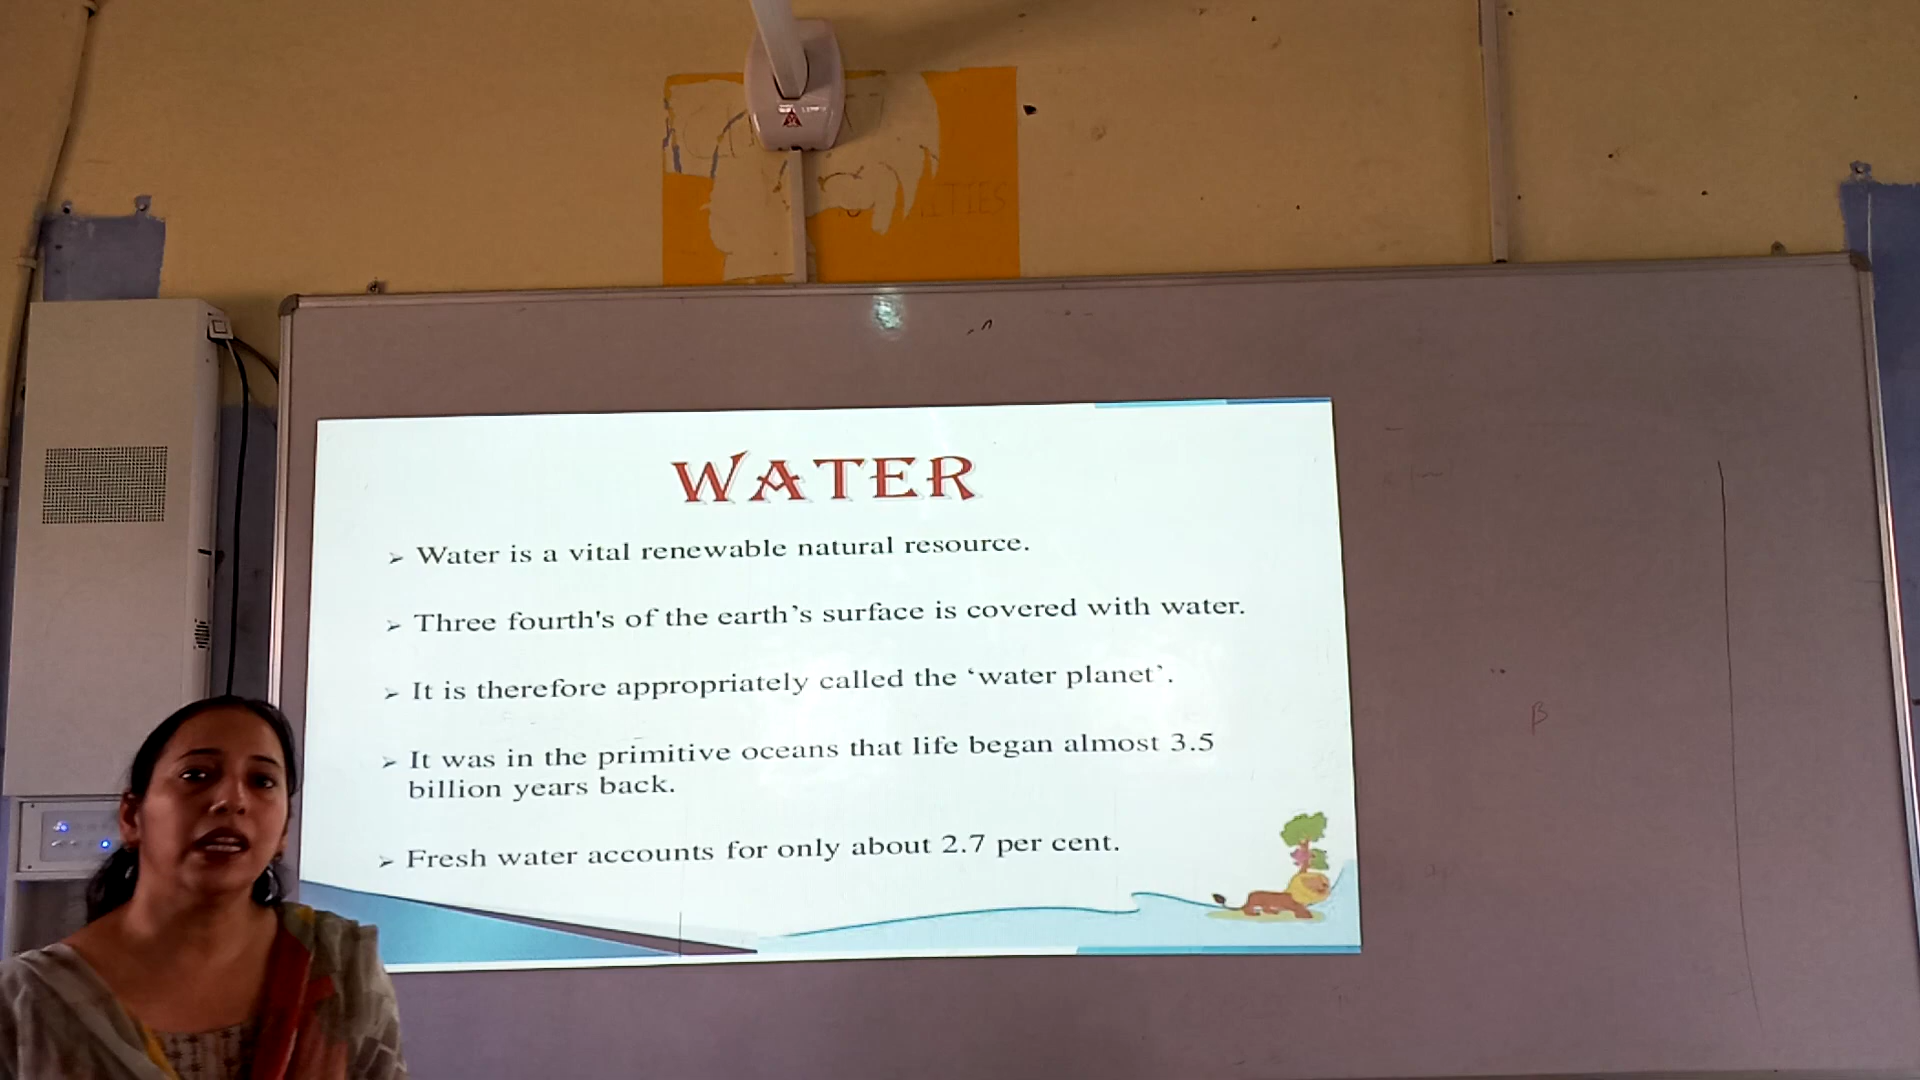 ITIES
WATER
➢ Water is a vital renewable natural resource.
➢ Three fourth's of the earth’s surface is covered with water.
➢ It is therefore appropriately called the ‘water planet’.
➢ It was in the primitive oceans that life began almost 3.5
billion years back.
➢ Fresh water accounts for only about 2.7 per cent.
β